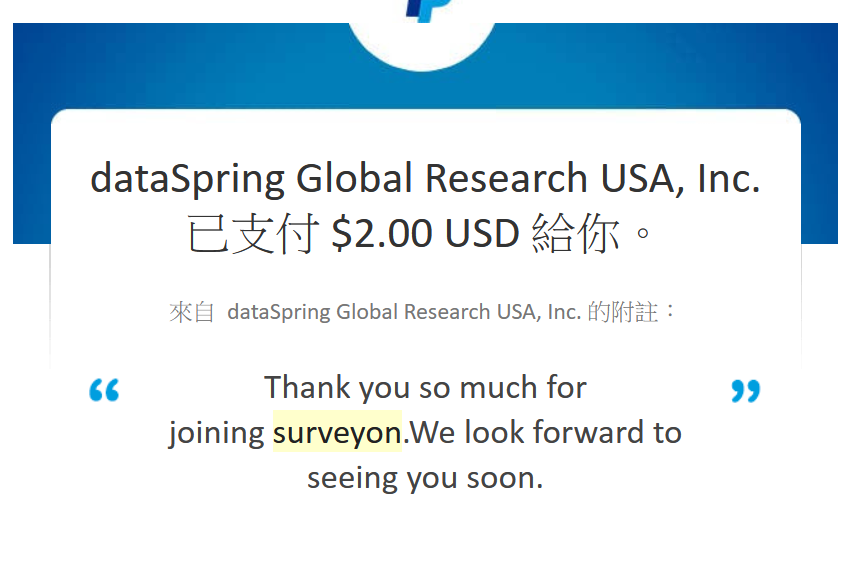 dataSpring Global Research USA, Inc.
已支付 $2.00 USD 給你。
來自 dataSpring Global Research USA, Inc. 的附註：
“ Thank you so much for ”
joining surveyon.We look forward to
seeing you soon.